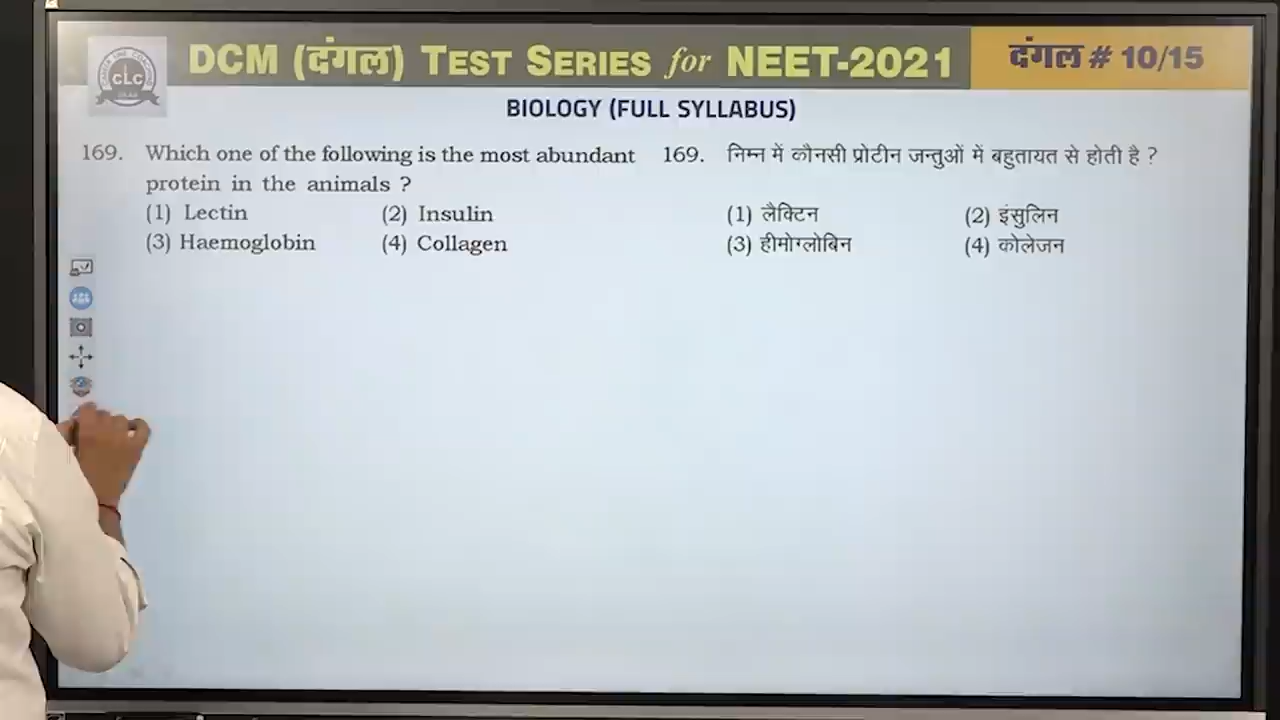 DCM (दंगल) TEST SERIES for NEET-2021
दंगल # 10/15
CLC
BIOLOGY (FULL SYLLABUS)
169. Which one of the following is the most abundant
protein in the animals ?
(1) Lectin (2) Insulin
(3) Haemoglobin (4) Collagen
169. निम्न में कौनसी प्रोटीन जन्तुओं में बहुतायत से होती है ?
(1) लैक्टिन (2) इंसुलिन
(3) हीमोग्लोबिन (4) कोलेजन